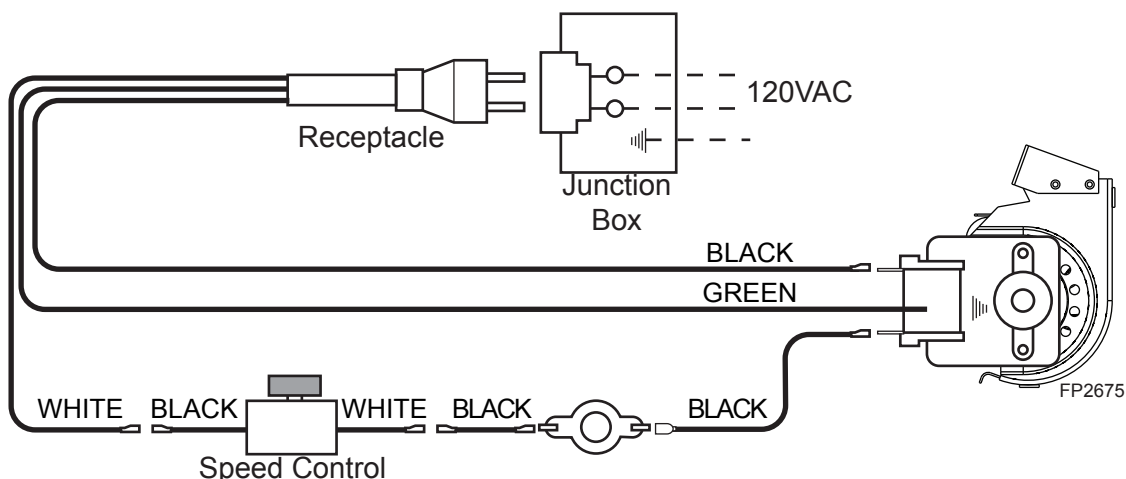 120VAC
Receptacle
Junction
Box
BLACK
GREEN
FP2675
WHITE BLACK WHITE BLACK BLACK
Speed Control